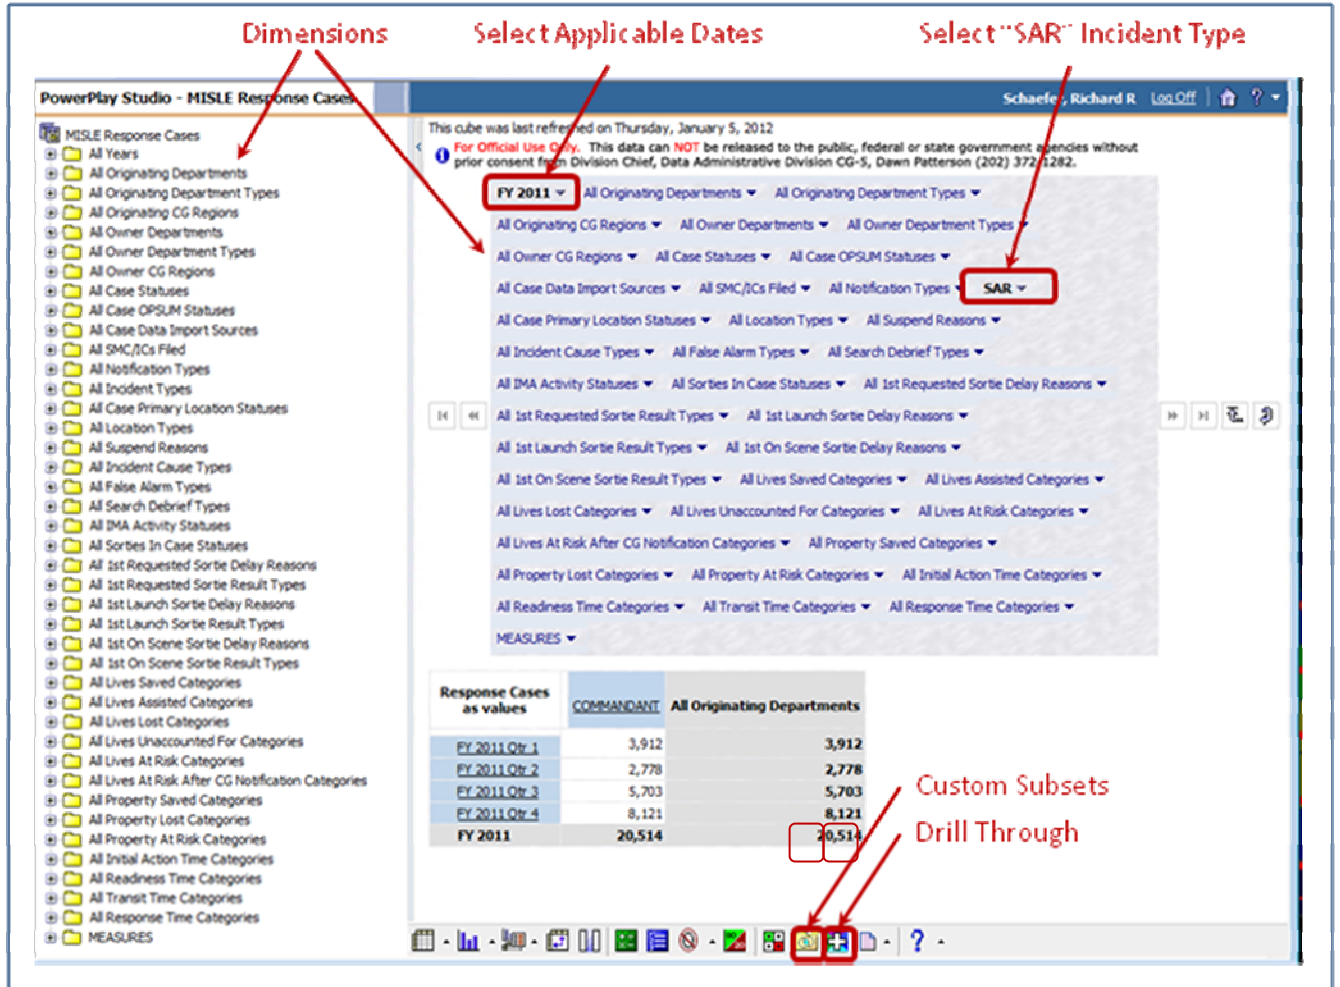 Dimensions Select Applicable Dates Select "SAR" Incident Type
PowerPlay Studio - MISLE Response Cases
Schaefer, Richard R Log Off ?
MISLE Response Cases
All Years
All Originating Departments
All Originating Department Types
All Originating CG Regions
All Owner Departments
All Owner Department Types
All Owner CG Regions
All Case Statuses
All Case OPSUM Statuses
All Case Data Import Sources
All SMC/ICs Filed
All Notification Types
All Incident Types
All Case Primary Location Statuses
All Location Types
All Suspend Reasons
All Incident Cause Types
All False Alarm Types
All Search Debrief Types
All IMA Activity Statuses
All Sorties In Case Statuses
All 1st Requested Sortie Delay Reasons
All 1st Requested Sortie Result Types
All 1st Launch Sortie Delay Reasons
All 1st Launch Sortie Result Types
All 1st On Scene Sortie Delay Reasons
All 1st On Scene Sortie Result Types
All Lives Saved Categories
All Lives Assisted Categories
All Lives Lost Categories
All Lives Unaccounted For Categories
All Lives At Risk Categories
All Lives At Risk After CG Notification Categories
All Property Saved Categories
All Property Lost Categories
All Property At Risk Categories
All Initial Action Time Categories
All Readiness Time Categories
All Transit Time Categories
All Response Time Categories
MEASURES
This cube was last refreshed on Thursday, January 5, 2012
For Official Use Only. This data can NOT be released to the public, federal or state government agencies without
prior consent from Division Chief, Data Administrative Division CG-5, Dawn Patterson (202) 372-1282.
FY 2011 All Originating Departments All Originating Department Types
All Originating CG Regions All Owner Departments All Owner Department Types
All Owner CG Regions All Case Statuses All Case OPSUM Statuses
All Case Data Import Sources All SMC/ICs Filed All Notification Types SAR
All Case Primary Location Statuses All Location Types All Suspend Reasons
All Incident Cause Types All False Alarm Types All Search Debrief Types
All IMA Activity Statuses All Sorties In Case Statuses All 1st Requested Sortie Delay Reasons
All 1st Requested Sortie Result Types All 1st Launch Sortie Delay Reasons
All 1st Launch Sortie Result Types All 1st On Scene Sortie Delay Reasons
All 1st On Scene Sortie Result Types All Lives Saved Categories All Lives Assisted Categories
All Lives Lost Categories All Lives Unaccounted For Categories All Lives At Risk Categories
All Lives At Risk After CG Notification Categories All Property Saved Categories
All Property Lost Categories All Property At Risk Categories All Initial Action Time Categories
All Readiness Time Categories All Transit Time Categories All Response Time Categories
MEASURES
Response Cases
as values COMMANDANT All Originating Departments
FY 2011 Qtr 1 3,912 3,912
FY 2011 Qtr 2 2,778 2,778
FY 2011 Qtr 3 5,703 5,703
FY 2011 Qtr 4 8,121 8,121
FY 2011 20,514 20,514
Custom Subsets
Drill Through
?